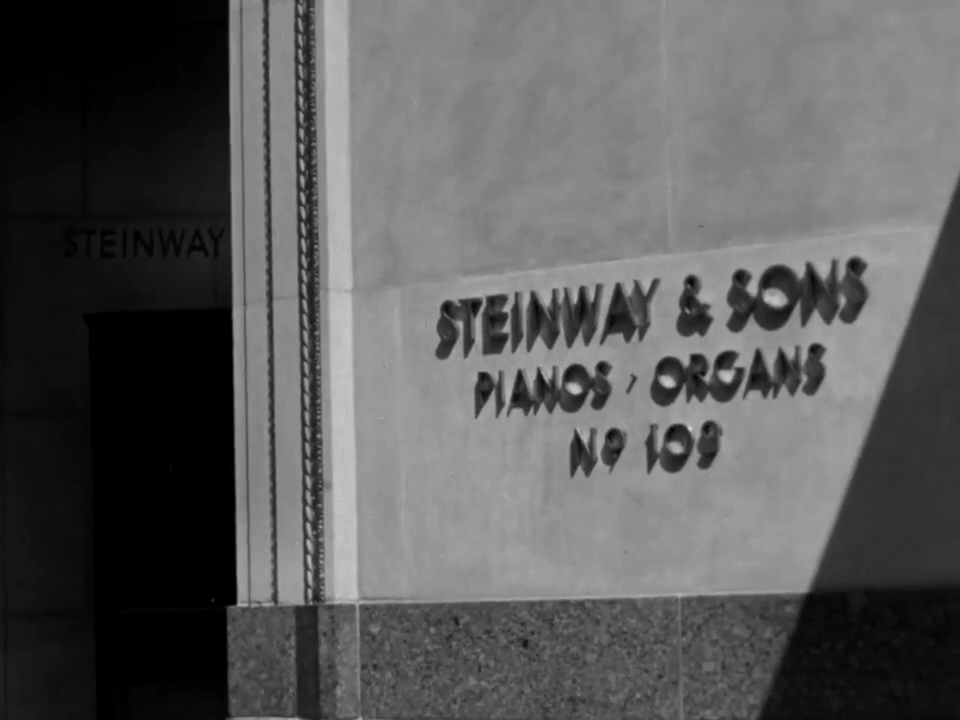 STEINWAY
STEINWAY & SONS
PIANOS · ORGANS
Nº 109